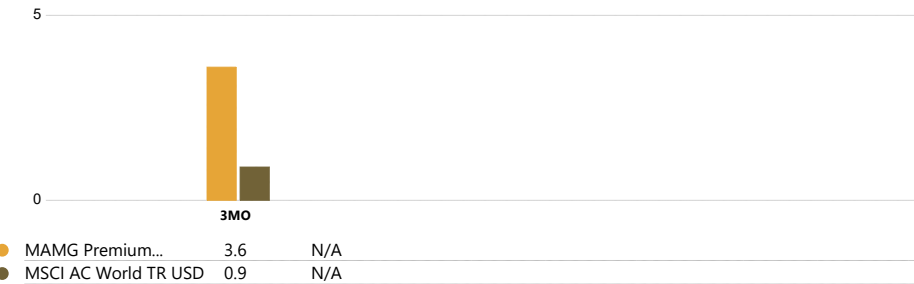 5
0
3MO
MAMG Premium... 3.6 N/A
MSCI AC World TR USD 0.9 N/A